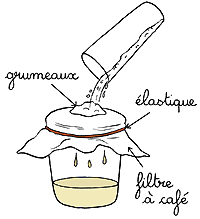 grumeaux
élastique
filtre
à café